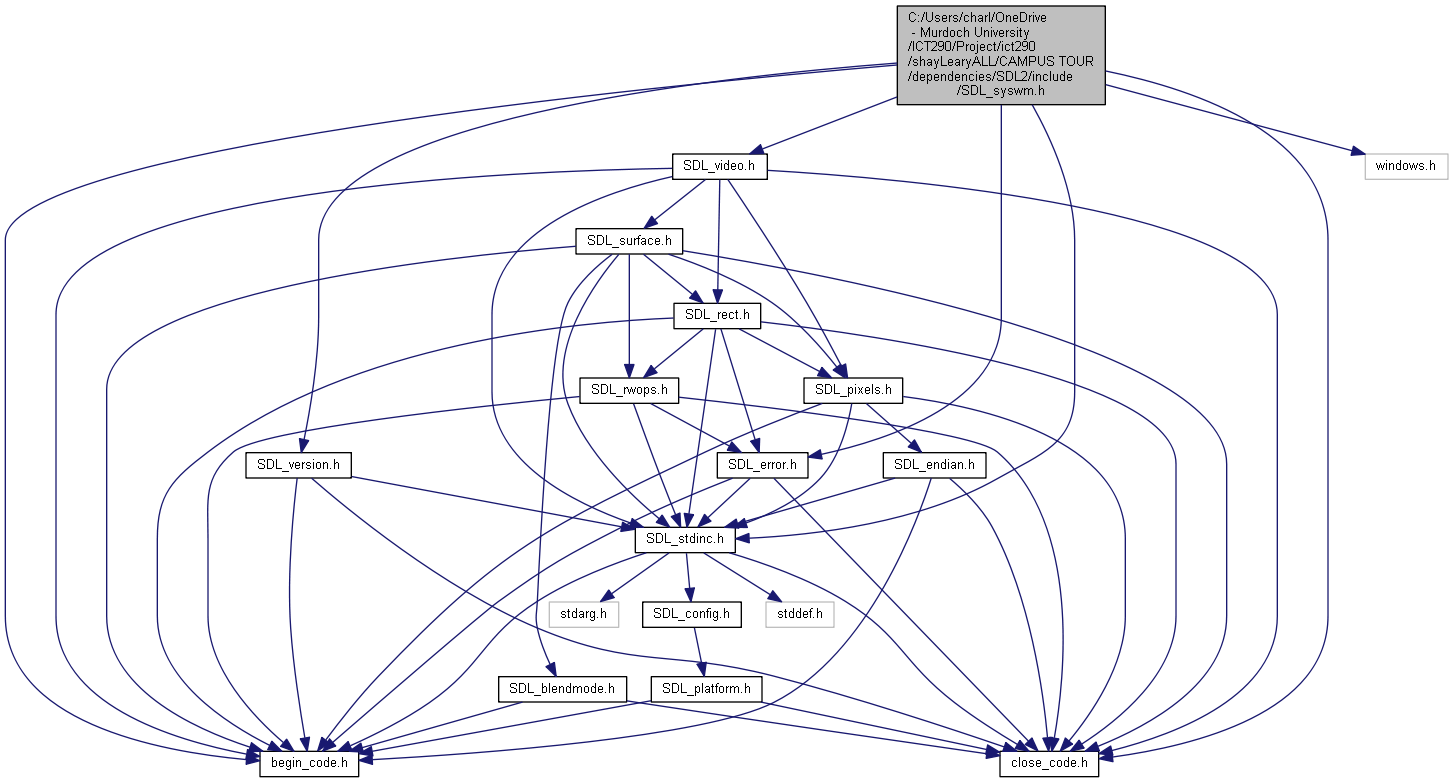 C:/Users/charl/OneDrive
- Murdoch University
/ICT290/Project/ict290
/shayLearyALL/CAMPUS TOUR
/dependencies/SDL2/include
/SDL_syswm.h
SDL_video.h
windows.h
SDL_surface.h
SDL_rect.h
SDL_rwops.h
SDL_pixels.h
SDL_version.h
SDL_error.h
SDL_endian.h
SDL_stdinc.h
stdarg.h
SDL_config.h
stddef.h
SDL_blendmode.h
SDL_platform.h
begin_code.h
close_code.h